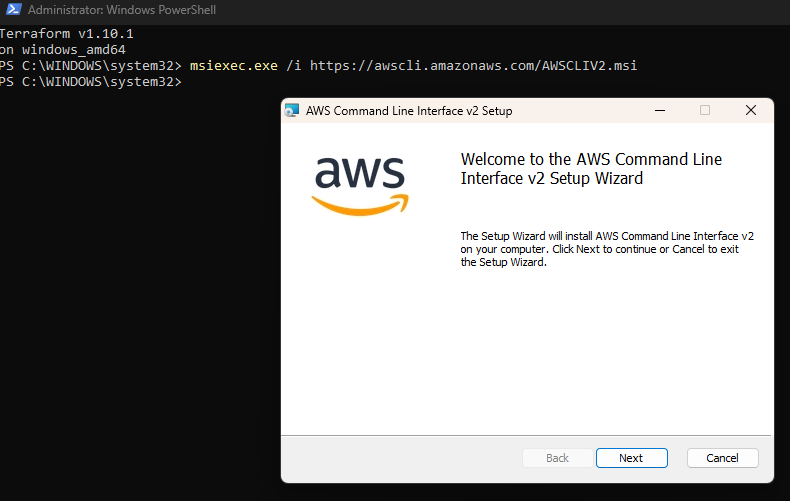 Administrator: Windows PowerShell
Terraform v1.10.1
on windows_amd64
PS C:\WINDOWS\system32> msiexec.exe /i https://awscli.amazonaws.com/AWSCLIV2.msi
PS C:\WINDOWS\system32>
AWS Command Line Interface v2 Setup
aws
Welcome to the AWS Command Line
Interface v2 Setup Wizard
The Setup Wizard will install AWS Command Line Interface v2
on your computer. Click Next to continue or Cancel to exit
the Setup Wizard.
Back Next Cancel